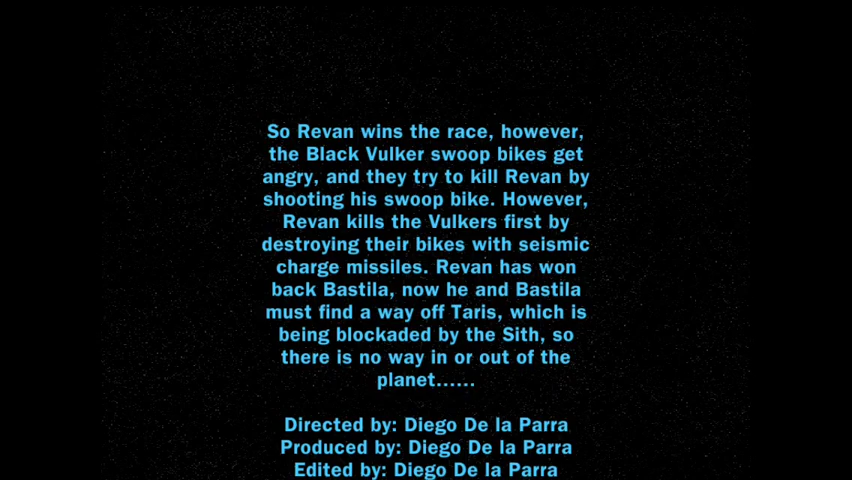 So Revan wins the race, however,
the Black Vulker swoop bikes get
angry, and they try to kill Revan by
shooting his swoop bike. However,
Revan kills the Vulkers first by
destroying their bikes with seismic
charge missiles. Revan has won
back Bastila, now he and Bastila
must find a way off Taris, which is
being blockaded by the Sith, so
there is no way in or out of the
planet......
Directed by: Diego De la Parra
Produced by: Diego De la Parra
Edited by: Diego De la Parra